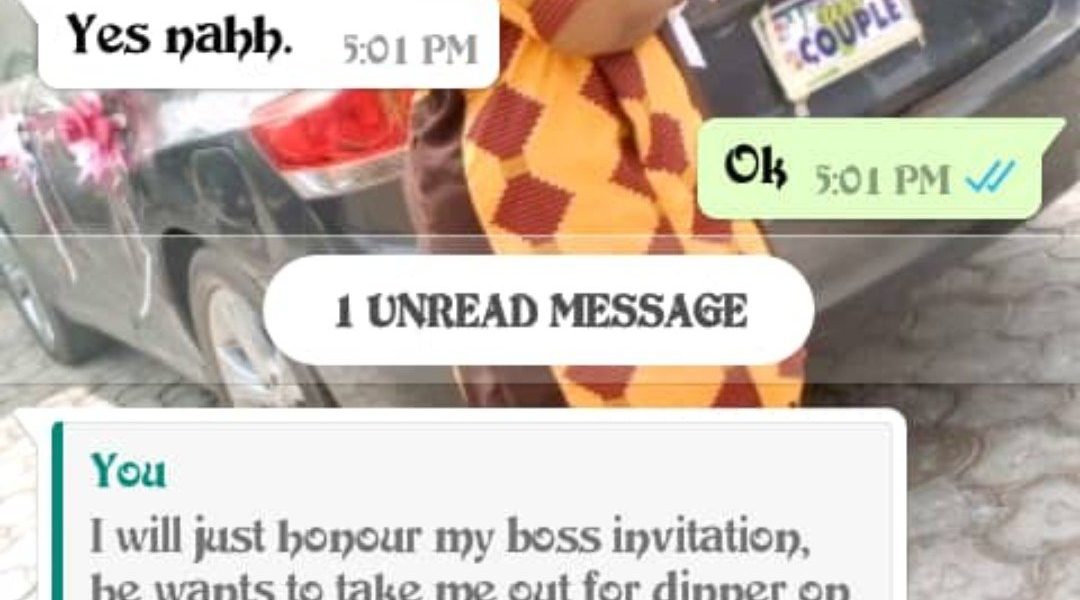 Yes nahh. 5:01 PM
COUPLE
Ok 5:01 PM
1 UNREAD MESSAGE
You
I will just honour my boss invitation,
he wants to take me out for dinner on